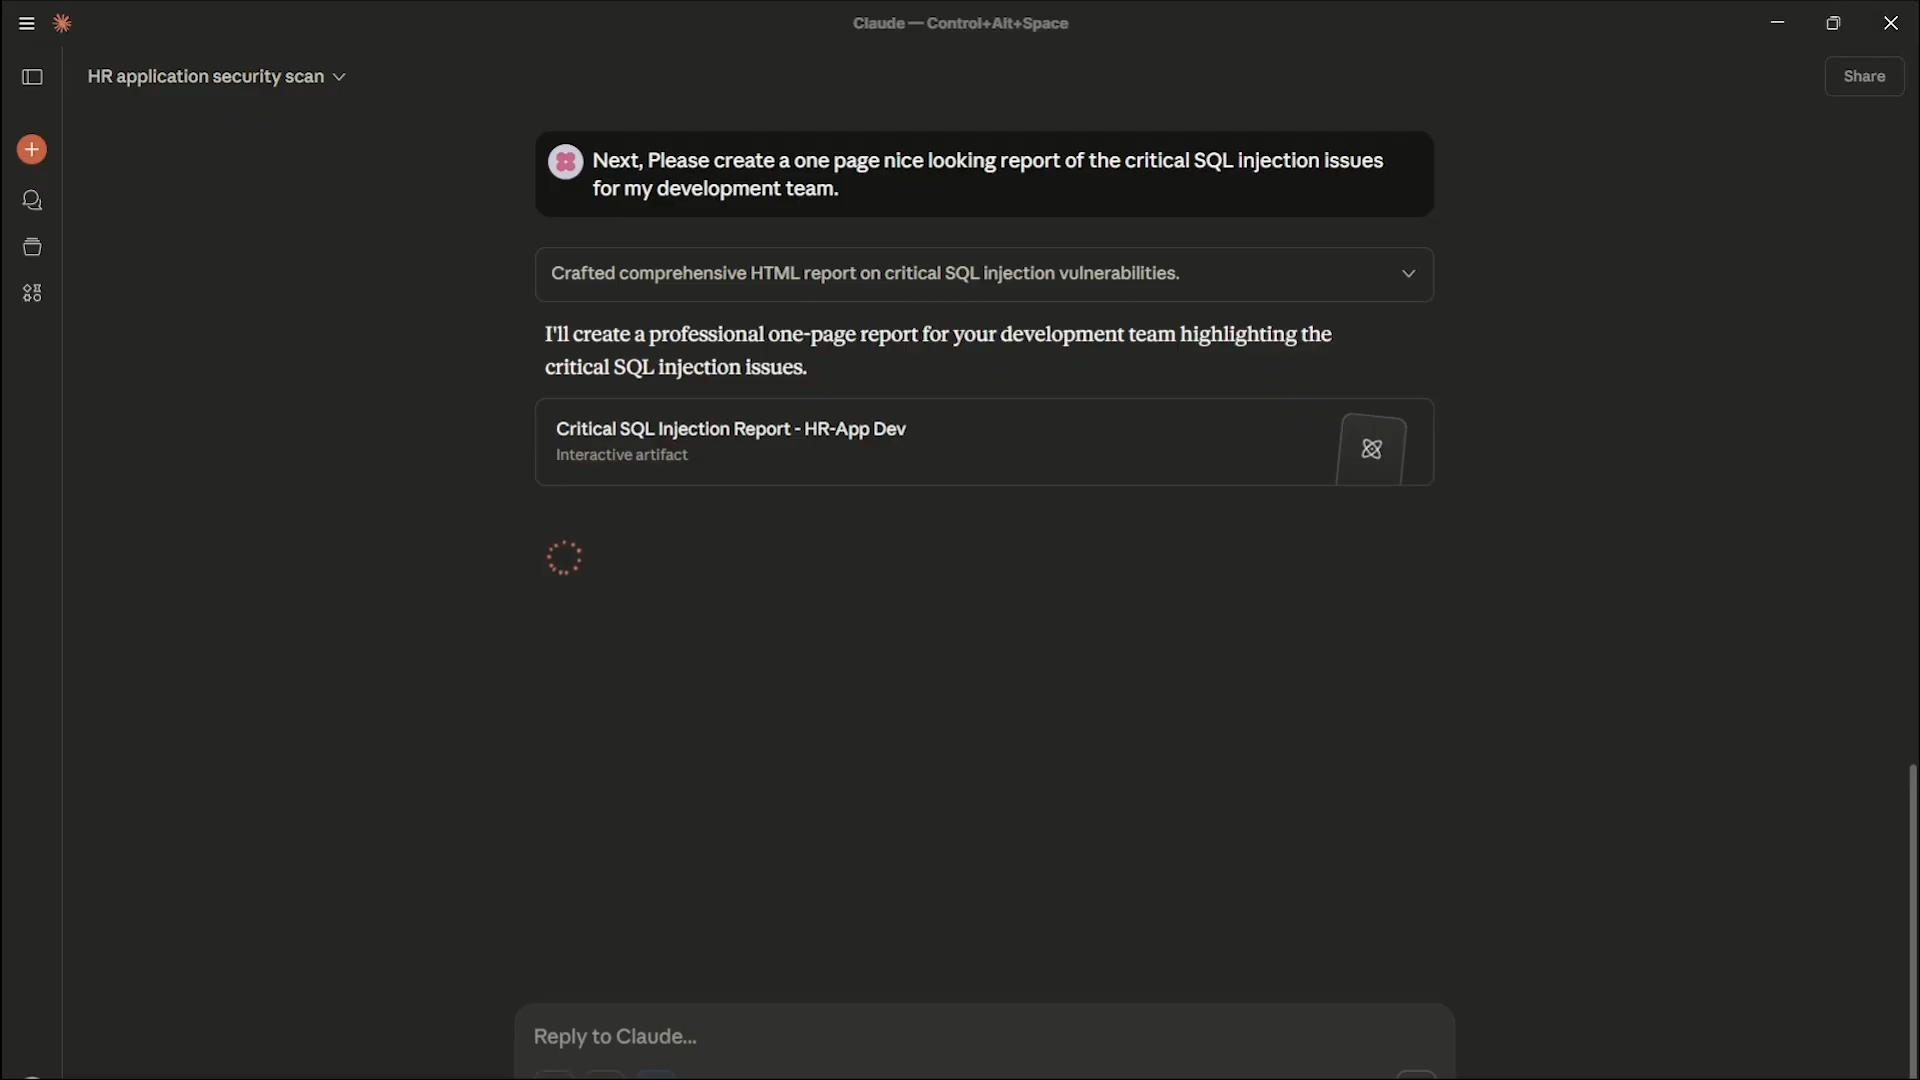 Claude — Control+Alt+Space
HR application security scan
Share
Next, Please create a one page nice looking report of the critical SQL injection issues
for my development team.
Crafted comprehensive HTML report on critical SQL injection vulnerabilities.
I'll create a professional one-page report for your development team highlighting the
critical SQL injection issues.
Critical SQL Injection Report - HR-App Dev
Interactive artifact
Reply to Claude...